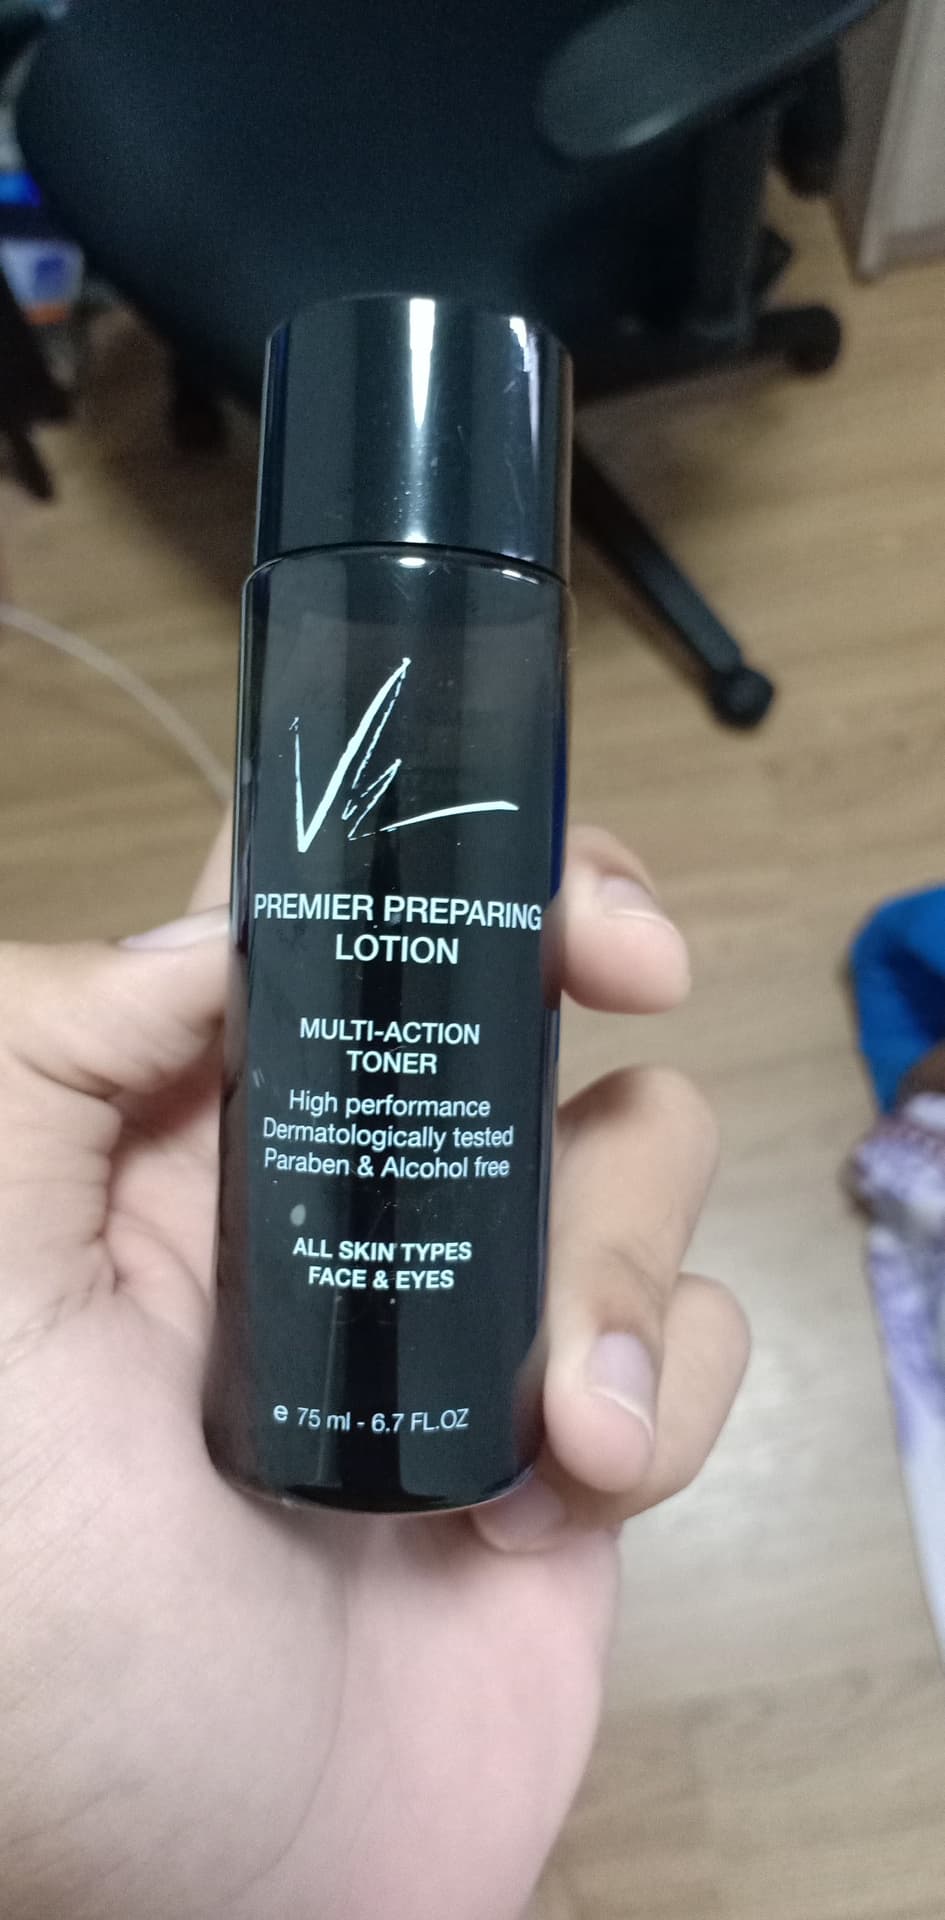 PREMIER PREPARING
LOTION
MULTI-ACTION
TONER
High performance
Dermatologically tested
Paraben & Alcohol free
ALL SKIN TYPES
FACE & EYES
e 75 ml - 6.7 FL.OZ